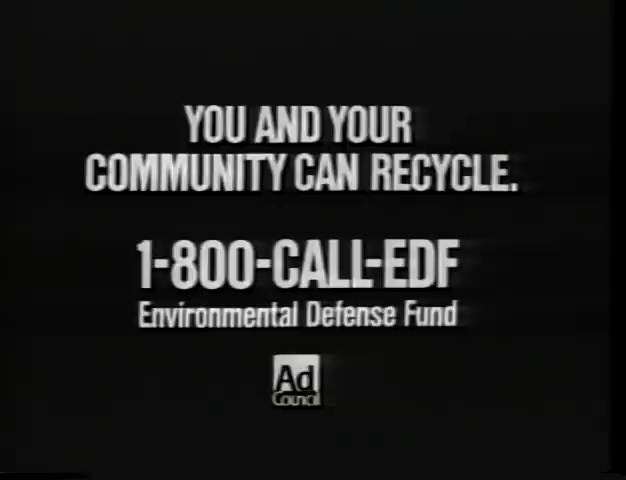 YOU AND YOUR
COMMUNITY CAN RECYCLE.
1-800-CALL-EDF
Environmental Defense Fund
Ad
Council